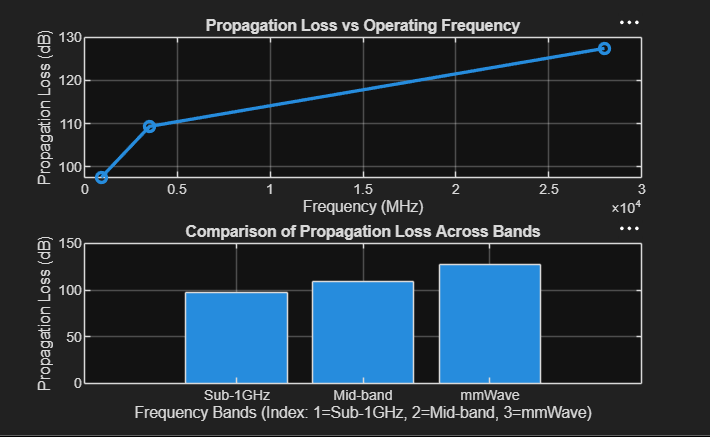 Propagation Loss vs Operating Frequency
Propagation Loss (dB)
130
120
110
100
0 0.5 1 1.5 2 2.5 3
Frequency (MHz)
×10⁴
Comparison of Propagation Loss Across Bands
Propagation Loss (dB)
150
100
50
0
Sub-1GHz Mid-band mmWave
Frequency Bands (Index: 1=Sub-1GHz, 2=Mid-band, 3=mmWave)